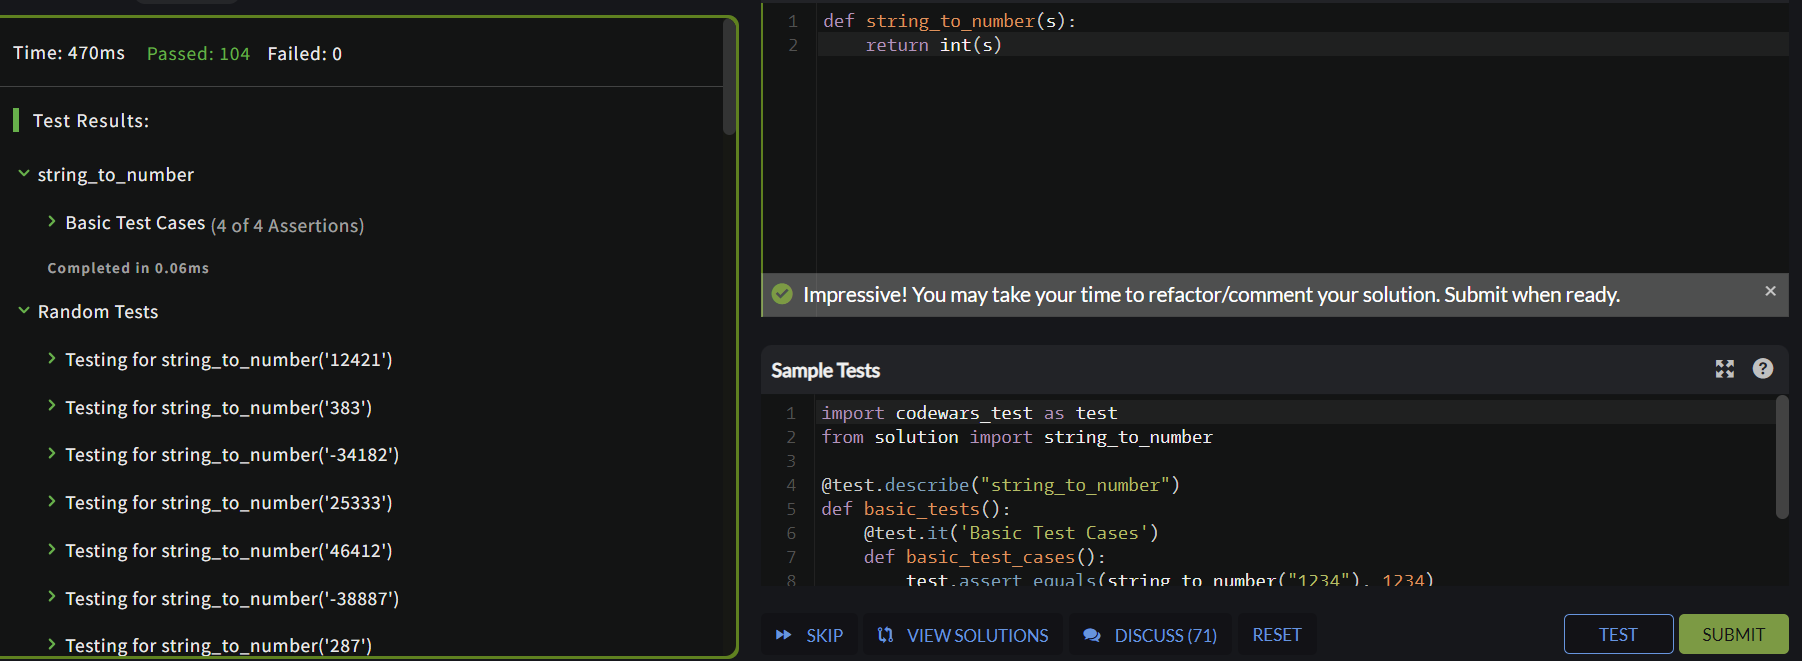 Time: 470ms Passed: 104 Failed: 0
Test Results:
string_to_number
Basic Test Cases (4 of 4 Assertions)
Completed in 0.06ms
Random Tests
Testing for string_to_number('12421')
Testing for string_to_number('383')
Testing for string_to_number('-34182')
Testing for string_to_number('25333')
Testing for string_to_number('46412')
Testing for string_to_number('-38887')
Testing for string_to_number('287')
1 def string_to_number(s):
2     return int(s)
Impressive! You may take your time to refactor/comment your solution. Submit when ready.
Sample Tests
1 import codewars_test as test
2 from solution import string_to_number
3
4 @test.describe("string_to_number")
5 def basic_tests():
6     @test.it('Basic Test Cases')
7     def basic_test_cases():
8         test.assert_equals(string_to_number("1234"), 1234)
SKIP VIEW SOLUTIONS DISCUSS (71) RESET TEST SUBMIT